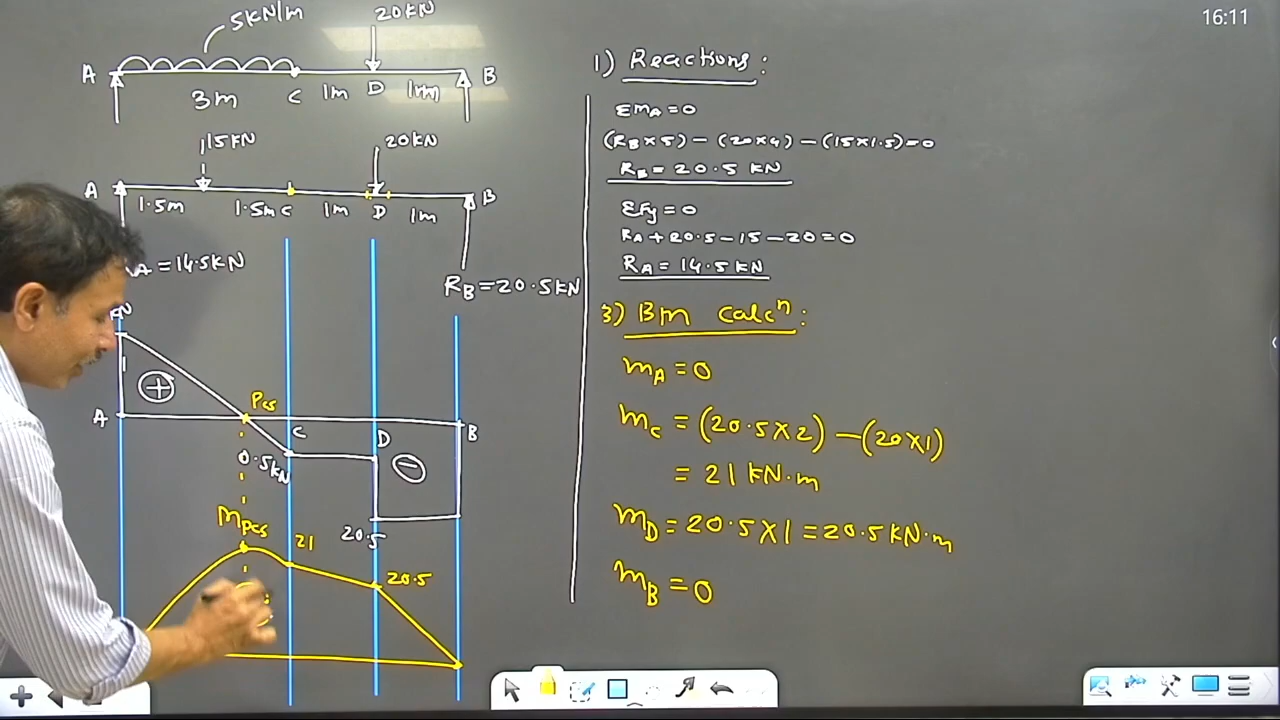 16:11
5KN/m
20KN
A
3m
C
1m
D
1m
B
15KN
20KN
A
1.5m
1.5m
C
1m
D
1m
B
RA = 14.5KN
RB = 20.5KN
+
Pcs
A
C
D
B
0.5KN
−
20.5
Mpcs
21
20.5
1) Reactions:
ΣMA = 0
(RB × 5) − (20×4) − (15×1.5) = 0
RB = 20.5 KN
ΣFy = 0
RA + 20.5 − 15 − 20 = 0
RA = 14.5 KN
3) Bm calcⁿ:
MA = 0
MC = (20.5 × 2) − (20×1)
= 21 KN.m
MD = 20.5 × 1 = 20.5 KN.m
MB = 0